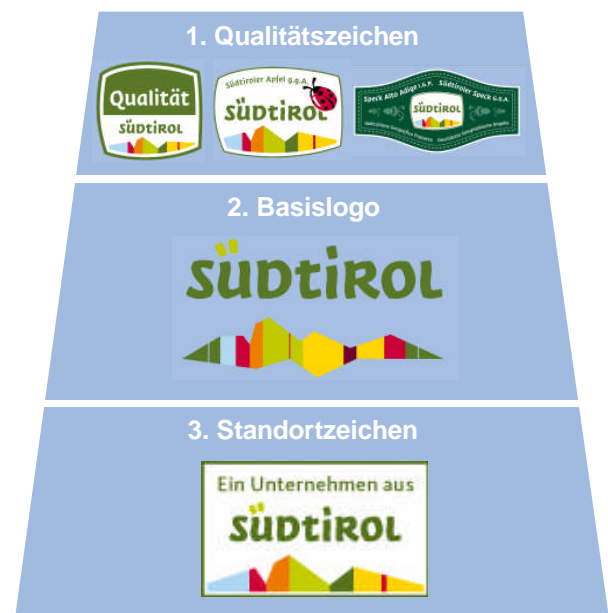 1. Qualitätszeichen
Qualität
SÜDTIROL
Südtiroler Apfel g.g.A.
SÜDTIROL
Speck Alto Adige I.G.P. Südtiroler Speck g.g.A.
SÜDTIROL
2. Basislogo
SÜDTIROL
3. Standortzeichen
Ein Unternehmen aus
SÜDTIROL